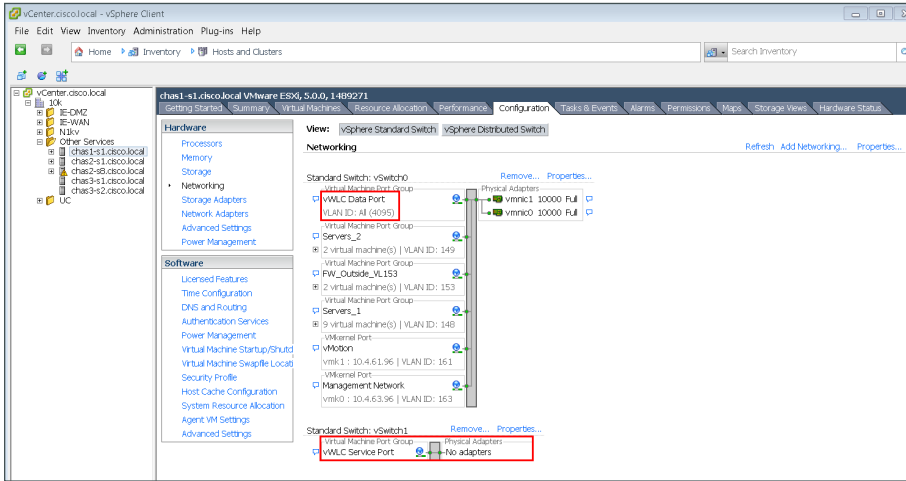 vCenter.cisco.local - vSphere Client
File Edit View Inventory Administration Plug-ins Help
Home Inventory Hosts and Clusters
Search Inventory
vCenter.cisco.local
10k
IE-DMZ
IE-WAN
N1kv
Other Services
chas1-s1.cisco.local
chas2-s1.cisco.local
chas2-s8.cisco.local
chas3-s1.cisco.local
chas3-s2.cisco.local
UC
chas1-s1.cisco.local VMware ESXi, 5.0.0, 1489271
Getting Started Summary Virtual Machines Resource Allocation Performance Configuration Tasks & Events Alarms Permissions Maps Storage Views Hardware Status
Hardware
Processors
Memory
Storage
Networking
Storage Adapters
Network Adapters
Advanced Settings
Power Management
Software
Licensed Features
Time Configuration
DNS and Routing
Authentication Services
Power Management
Virtual Machine Startup/Shutd
Virtual Machine Swapfile Locati
Security Profile
Host Cache Configuration
System Resource Allocation
Agent VM Settings
Advanced Settings
View: vSphere Standard Switch vSphere Distributed Switch
Networking
Refresh Add Networking... Properties...
Standard Switch: vSwitch0 Remove... Properties...
Virtual Machine Port Group Physical Adapters
vWLC Data Port vmnic1 10000 Full
VLAN ID: All (4095) vmnic0 10000 Full
Virtual Machine Port Group
Servers_2
2 virtual machine(s) | VLAN ID: 149
Virtual Machine Port Group
FW_Outside_VL153
2 virtual machine(s) | VLAN ID: 153
Virtual Machine Port Group
Servers_1
9 virtual machine(s) | VLAN ID: 148
VMkernel Port
vMotion
vmk1 : 10.4.61.96 | VLAN ID: 161
VMkernel Port
Management Network
vmk0 : 10.4.63.96 | VLAN ID: 163
Standard Switch: vSwitch1 Remove... Properties...
Virtual Machine Port Group Physical Adapters
vWLC Service Port No adapters